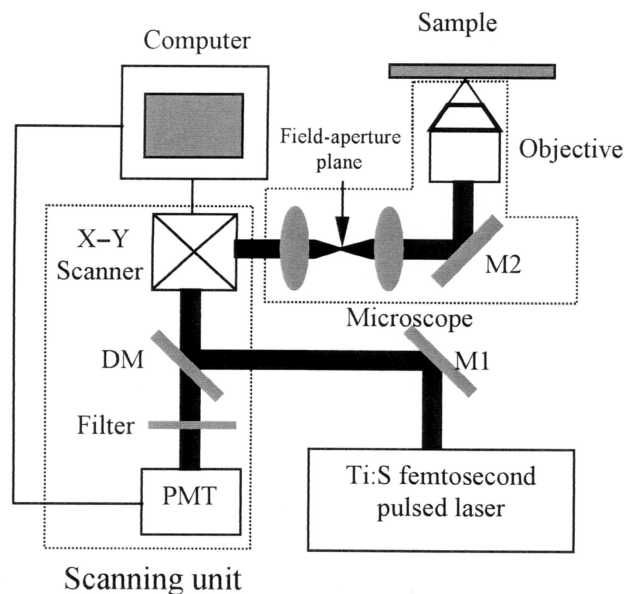 Sample
Computer
Field-aperture
plane
Objective
X–Y
Scanner
M2
Microscope
DM
M1
Filter
Ti:S femtosecond
pulsed laser
PMT
Scanning unit